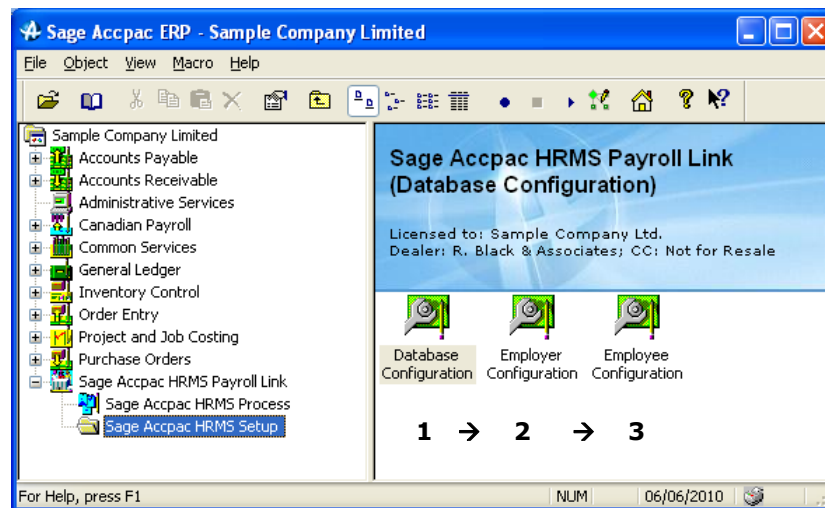 Sage Accpac ERP - Sample Company Limited
File Object View Macro Help
Sample Company Limited
Accounts Payable
Accounts Receivable
Administrative Services
Canadian Payroll
Common Services
General Ledger
Inventory Control
Order Entry
Project and Job Costing
Purchase Orders
Sage Accpac HRMS Payroll Link
Sage Accpac HRMS Process
Sage Accpac HRMS Setup
Sage Accpac HRMS Payroll Link
(Database Configuration)
Licensed to: Sample Company Ltd.
Dealer: R. Black & Associates; CC: Not for Resale
Database Configuration
Employer Configuration
Employee Configuration
1 → 2 → 3
For Help, press F1
NUM
06/06/2010